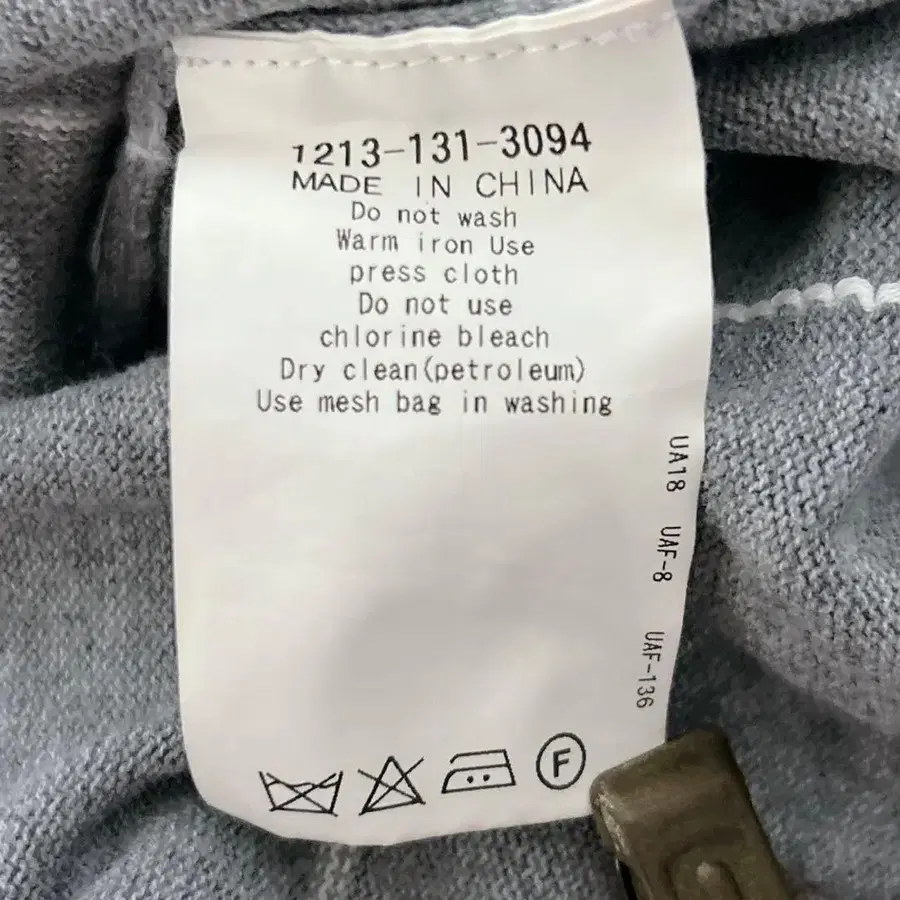 1213-131-3094
MADE IN CHINA
Do not wash
Warm iron Use
press cloth
Do not use
chlorine bleach
Dry clean(petroleum)
Use mesh bag in washing
UA18 UAF-8 UAF-136
F